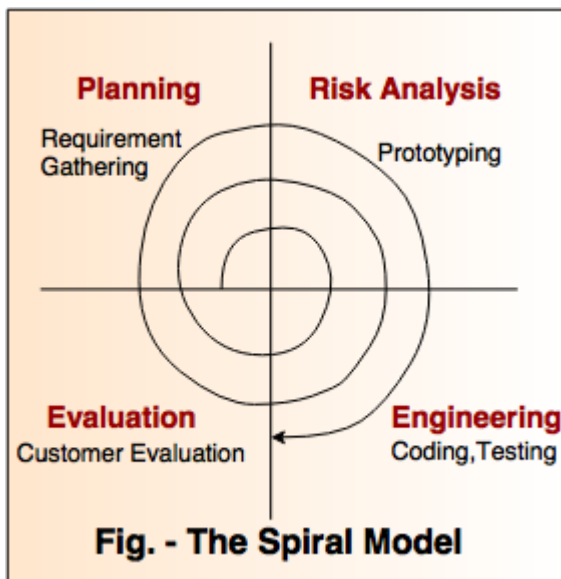 Planning
Risk Analysis
Requirement
Gathering
Prototyping
Evaluation
Engineering
Customer Evaluation
Coding,Testing
Fig. - The Spiral Model